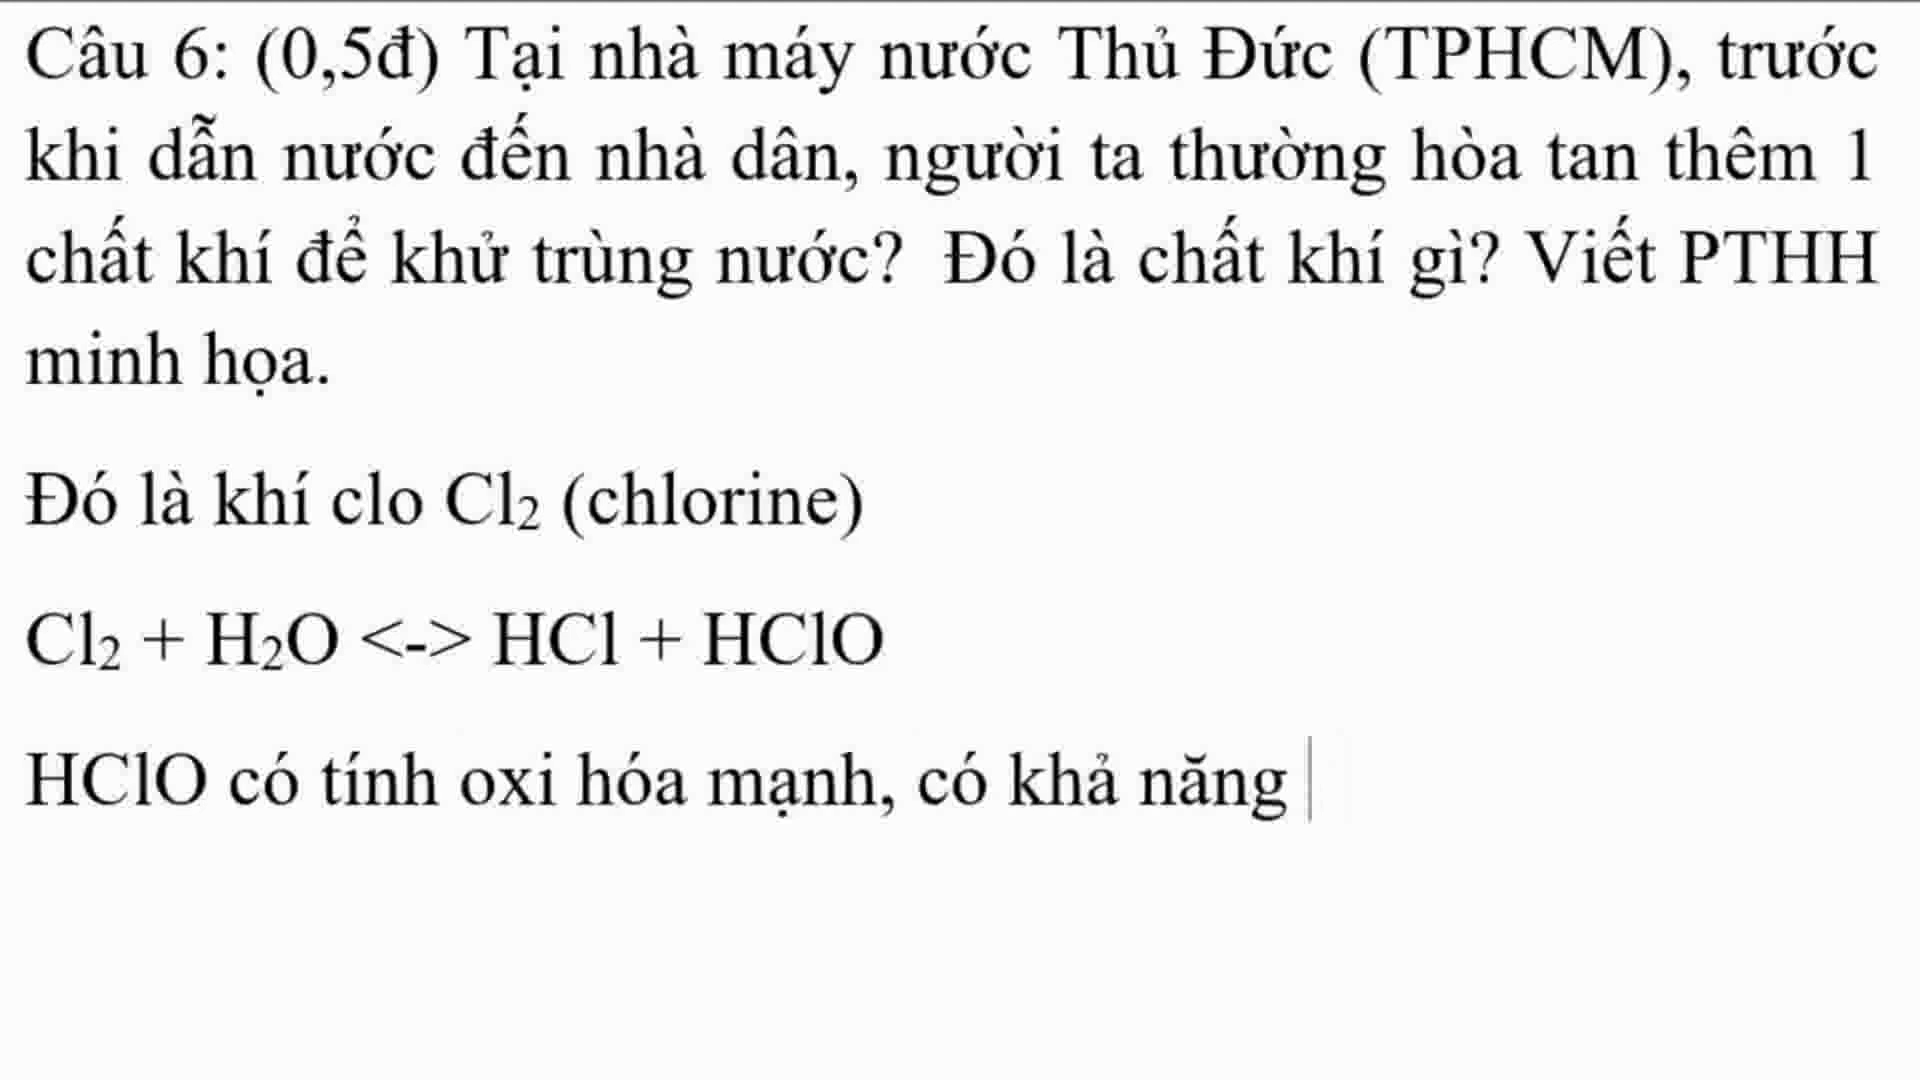 Câu 6: (0,5đ) Tại nhà máy nước Thủ Đức (TPHCM), trước
khi dẫn nước đến nhà dân, người ta thường hòa tan thêm 1
chất khí để khử trùng nước? Đó là chất khí gì? Viết PTHH
minh họa.
Đó là khí clo Cl₂ (chlorine)
Cl₂ + H₂O <-> HCl + HClO
HClO có tính oxi hóa mạnh, có khả năng